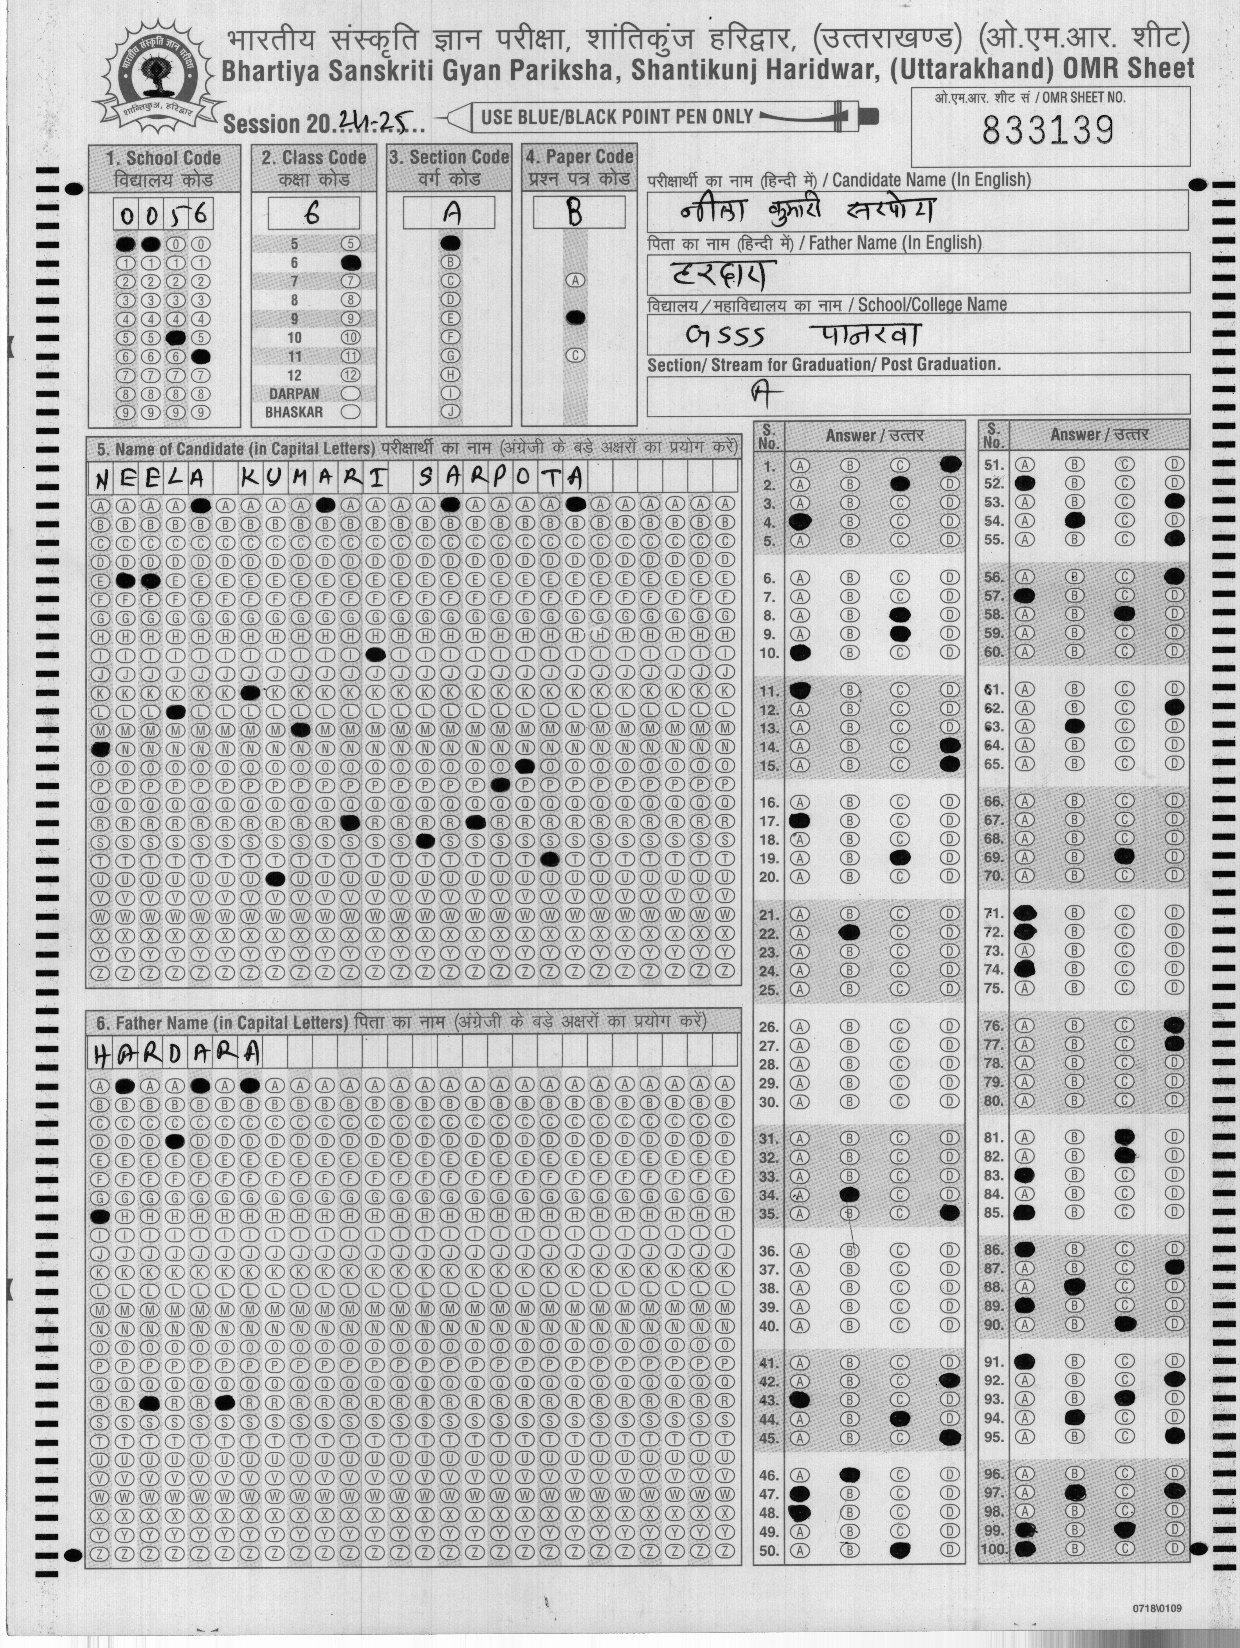 भारतीय संस्कृति ज्ञान परीक्षा, शांतिकुंज हरिद्वार, (उत्तराखण्ड) (ओ.एम.आर. शीट)
Bhartiya Sanskriti Gyan Pariksha, Shantikunj Haridwar, (Uttarakhand) OMR Sheet
Session 20 24-25
USE BLUE/BLACK POINT PEN ONLY
ओ.एम.आर. शीट सं / OMR SHEET NO.
833139
1. School Code
विद्यालय कोड
0056
2. Class Code
कक्षा कोड
6
5
6
7
8
9
10
11
12
DARPAN
BHASKAR
3. Section Code
वर्ग कोड
A
4. Paper Code
प्रश्न पत्र कोड
B
परीक्षार्थी का नाम (हिन्दी में) / Candidate Name (In English)
नीला कुमारी सरपोटा
पिता का नाम (हिन्दी में) / Father Name (In English)
हरदारा
विद्यालय/महाविद्यालय का नाम / School/College Name
GSSS पानरवा
Section/ Stream for Graduation/ Post Graduation.
A
5. Name of Candidate (in Capital Letters) परीक्षार्थी का नाम (अंग्रेजी के बड़े अक्षरों का प्रयोग करें)
NEELA KUMARI SARPOTA
6. Father Name (in Capital Letters) पिता का नाम (अंग्रेजी के बड़े अक्षरों का प्रयोग करें)
HARDARA
S. No. Answer / उत्तर
S. No. Answer / उत्तर
0718\0109